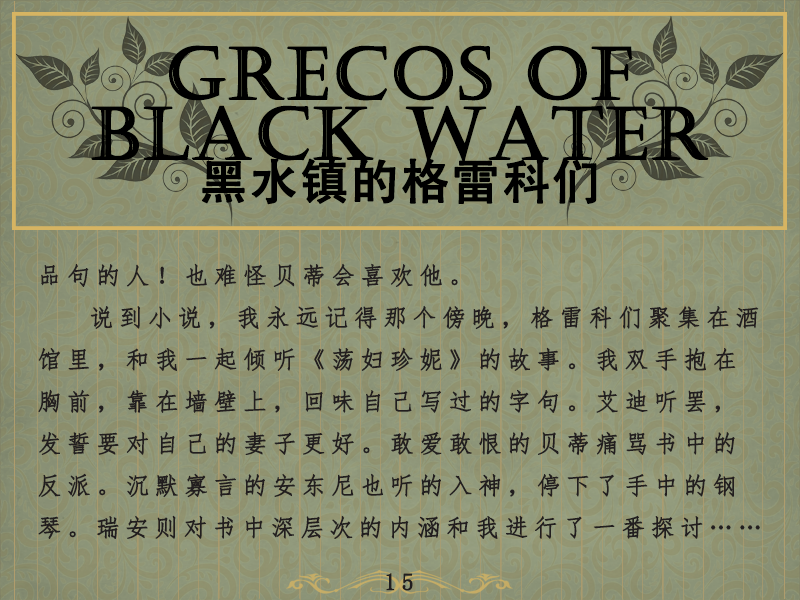 GRECOS OF
BLACK WATER
黑水镇的格雷科们
品句的人！也难怪贝蒂会喜欢他。
说到小说，我永远记得那个傍晚，格雷科们聚集在酒
馆里，和我一起倾听《荡妇珍妮》的故事。我双手抱在
胸前，靠在墙壁上，回味自己写过的字句。艾迪听罢，
发誓要对自己的妻子更好。敢爱敢恨的贝蒂痛骂书中的
反派。沉默寡言的安东尼也听的入神，停下了手中的钢
琴。瑞安则对书中深层次的内涵和我进行了一番探讨……
15